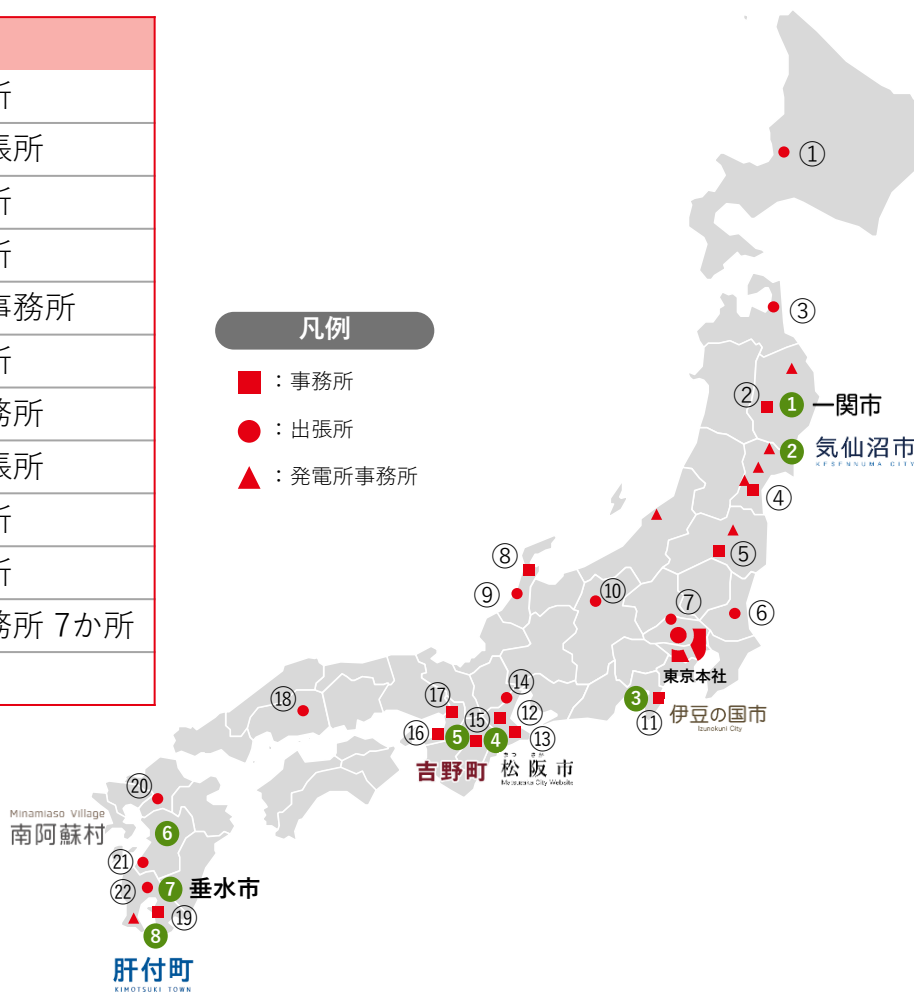 所
張所
所
所
事務所
所
務所
張所
所
所
務所 7か所
凡例
：事務所
：出張所
：発電所事務所
①
③
② 1 一関市
2 気仙沼市
KESENNUMA CITY
④
⑤
⑧
⑨
⑩
⑦
⑥
東京本社
3
⑪
伊豆の国市
Izunokuni City
⑱
⑰
⑭
⑮
⑫
⑯
5
4
⑬
吉野町
まつ さか
松阪市
Matsusaka City Website
⑳
Minamiaso Village
南阿蘇村
6
㉑
㉒
7 垂水市
⑲
8
肝付町
KIMOTSUKI TOWN